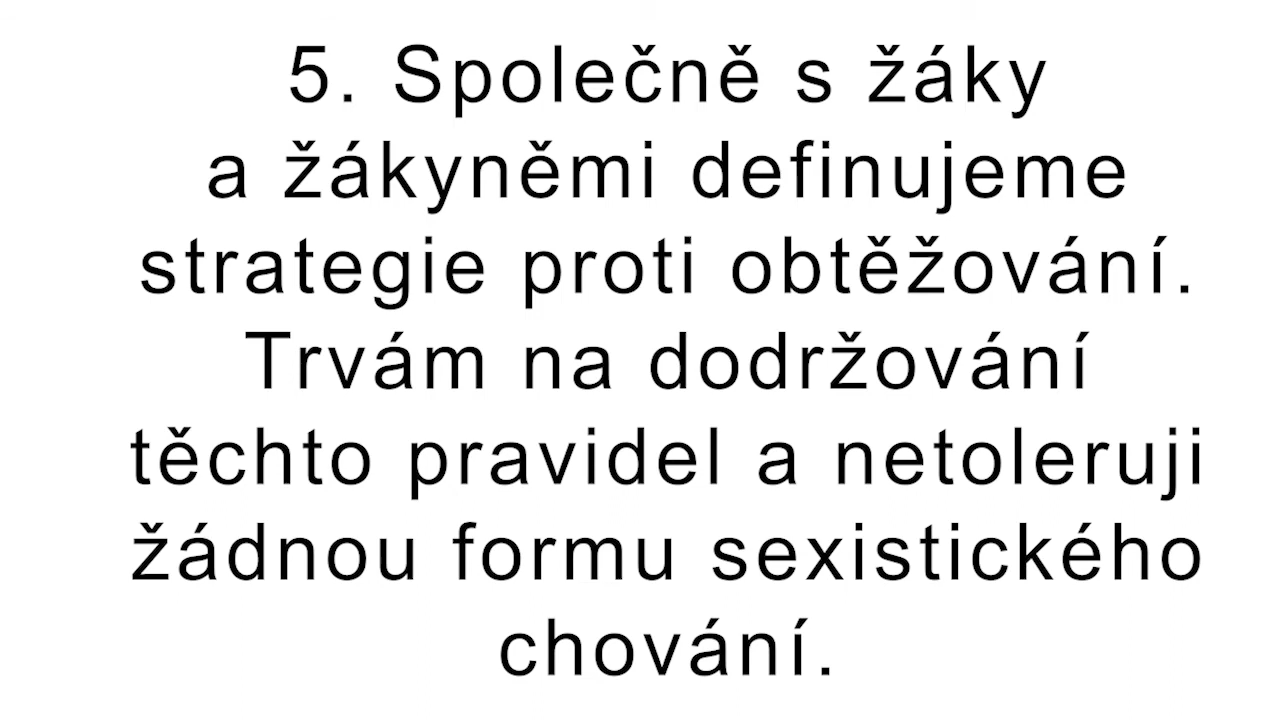 5. Společně s žáky
a žákyněmi definujeme
strategie proti obtěžování.
Trvám na dodržování
těchto pravidel a netoleruji
žádnou formu sexistického
chování.